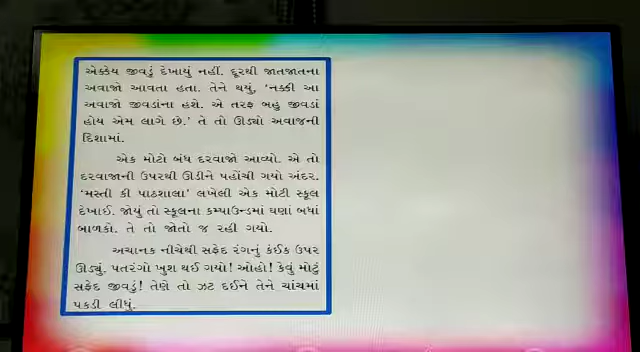 એક્કેય જીવડું દેખાયું નહીં. દૂરથી જાતજાતના
અવાજો આવતા હતા. તેને થયું, ‘નક્કી આ
અવાજો જીવડાંના હશે. એ તરફ બહુ જીવડાં
હોય એમ લાગે છે.’ તે તો ઊડ્યો અવાજની
દિશામાં.
એક મોટો બંધ દરવાજો આવ્યો. એ તો
દરવાજાની ઉપરથી ઊડીને પહોંચી ગયો અંદર.
‘મસ્તી કી પાઠશાલા’ લખેલી એક મોટી સ્કૂલ
દેખાઈ. જોયું તો સ્કૂલના કમ્પાઉન્ડમાં ઘણાં બધાં
બાળકો. તે તો જોતો જ રહી ગયો.
અચાનક નીચેથી સફેદ રંગનું કંઈક ઉપર
ઊડ્યું. પતરંગો ખુશ થઈ ગયો! ઓહો! કેવું મોટું
સફેદ જીવડું! તેણે તો ઝટ દઈને તેને ચાંચમાં
પકડી લીધું.